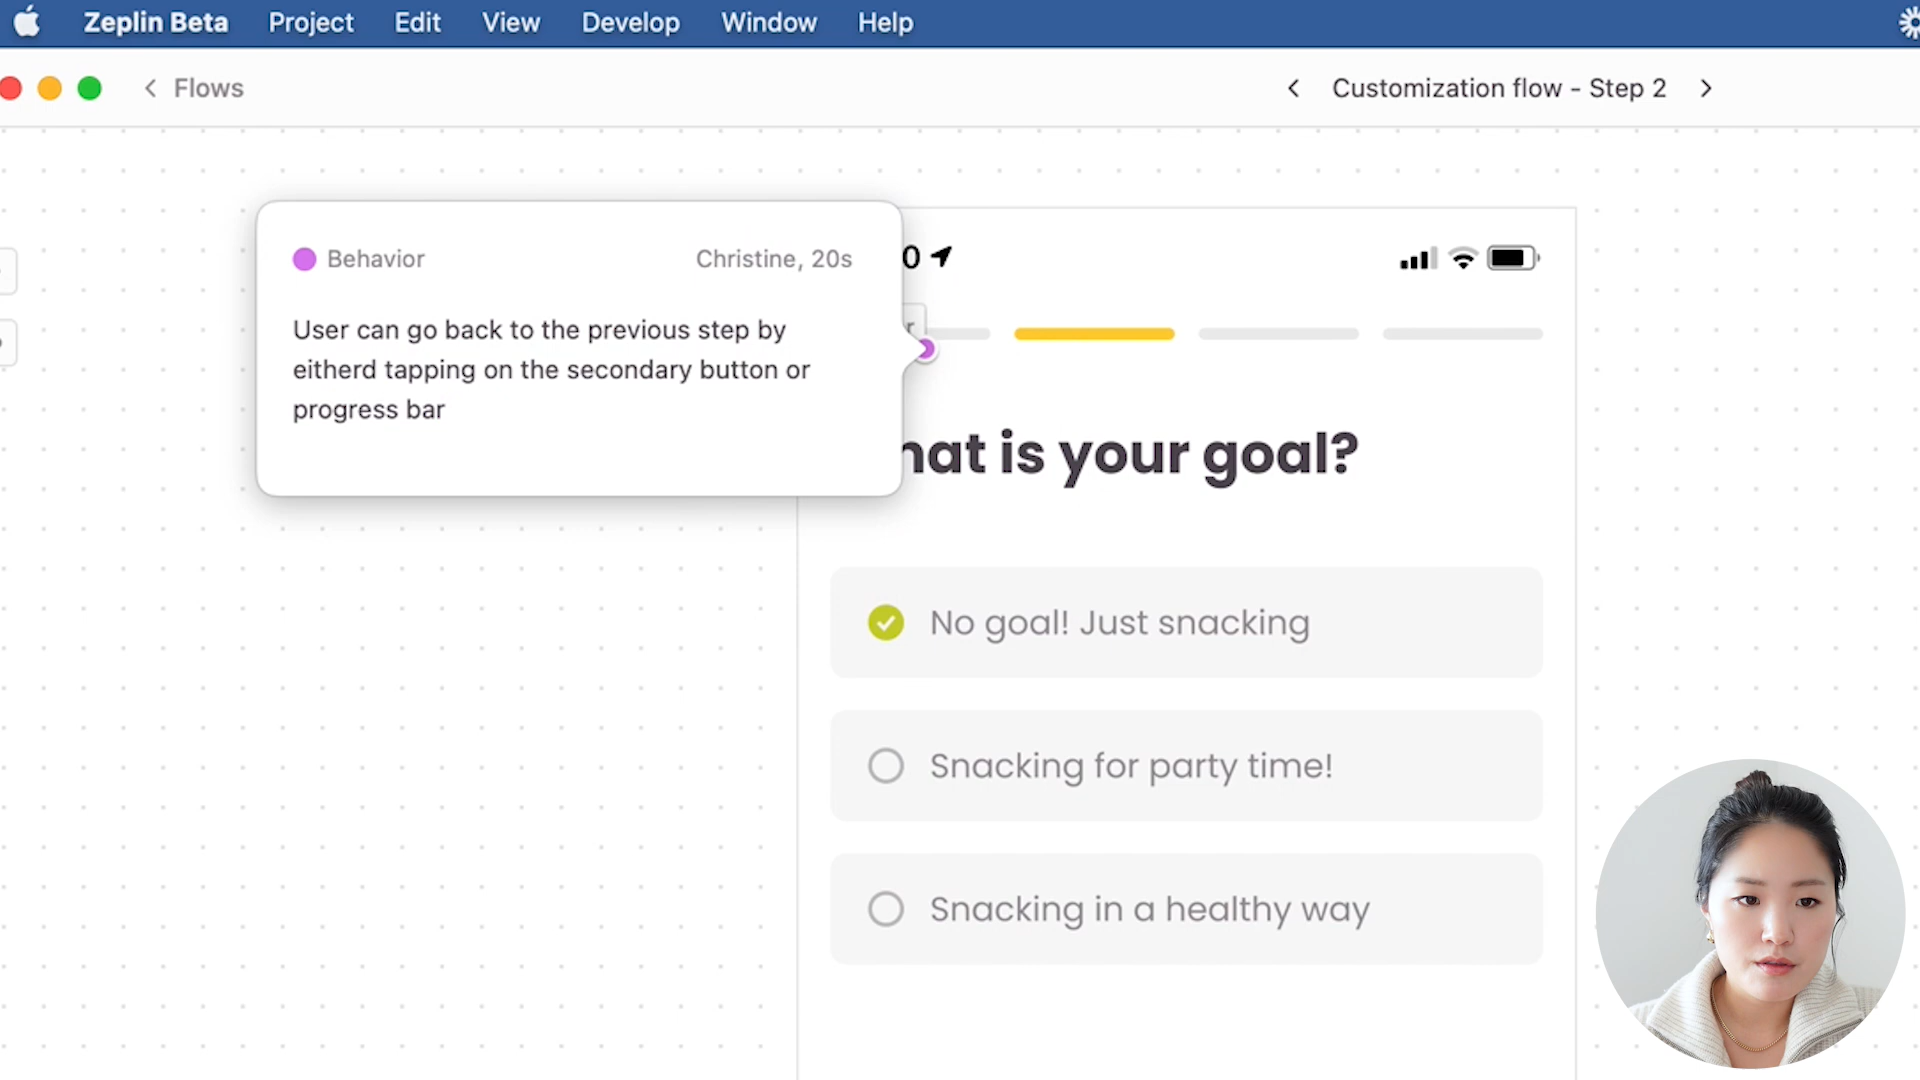 Zeplin Beta Project Edit View Develop Window Help
Flows
Customization flow - Step 2
Behavior
Christine, 20s
User can go back to the previous step by
eitherd tapping on the secondary button or
progress bar
0
r
hat is your goal?
No goal! Just snacking
Snacking for party time!
Snacking in a healthy way